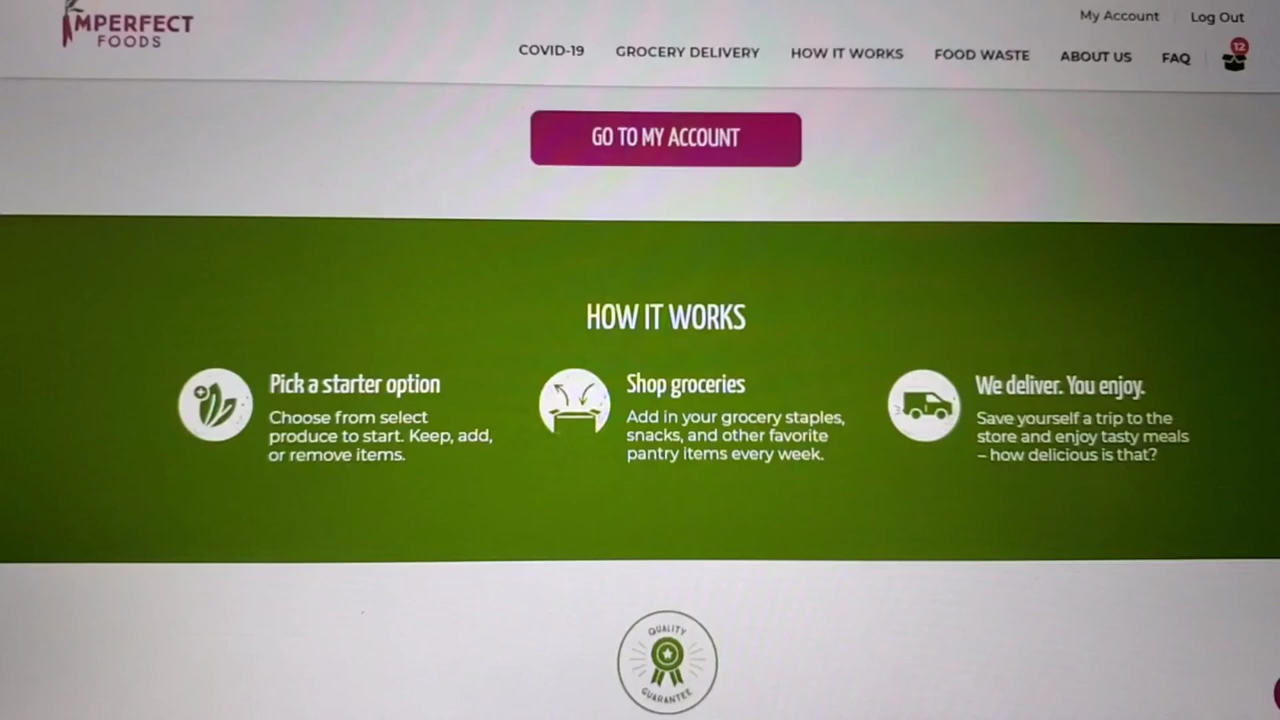 IMPERFECT
FOODS
My Account
Log Out
COVID-19
GROCERY DELIVERY
HOW IT WORKS
FOOD WASTE
ABOUT US
FAQ
12
GO TO MY ACCOUNT
HOW IT WORKS
Pick a starter option
Choose from select
produce to start. Keep, add,
or remove items.
Shop groceries
Add in your grocery staples,
snacks, and other favorite
pantry items every week.
We deliver. You enjoy.
Save yourself a trip to the
store and enjoy tasty meals
– how delicious is that?
QUALITY
GUARANTEE